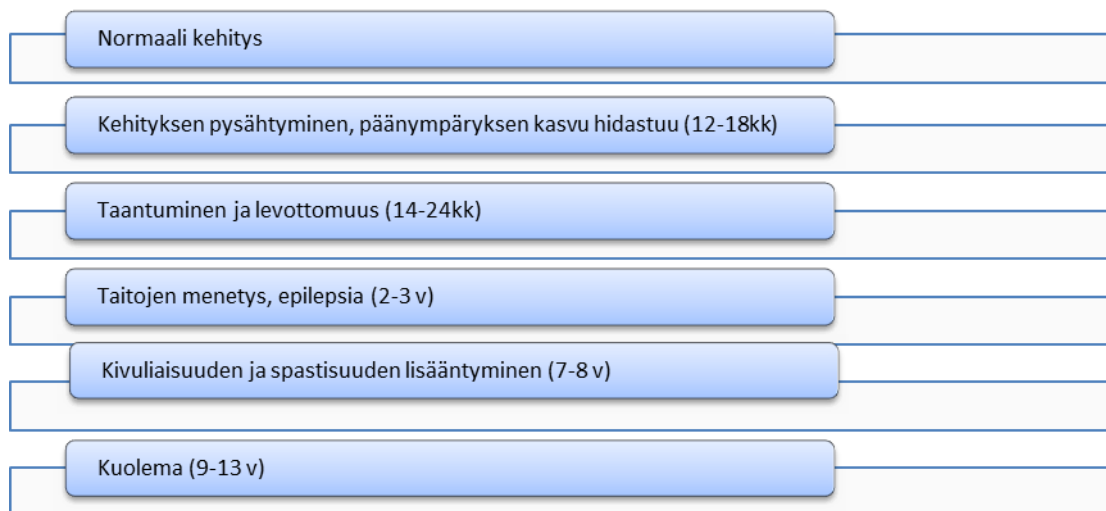 Normaali kehitys
Kehityksen pysähtyminen, päänympäryksen kasvu hidastuu (12-18kk)
Taantuminen ja levottomuus (14-24kk)
Taitojen menetys, epilepsia (2-3 v)
Kivuliaisuuden ja spastisuuden lisääntyminen (7-8 v)
Kuolema (9-13 v)